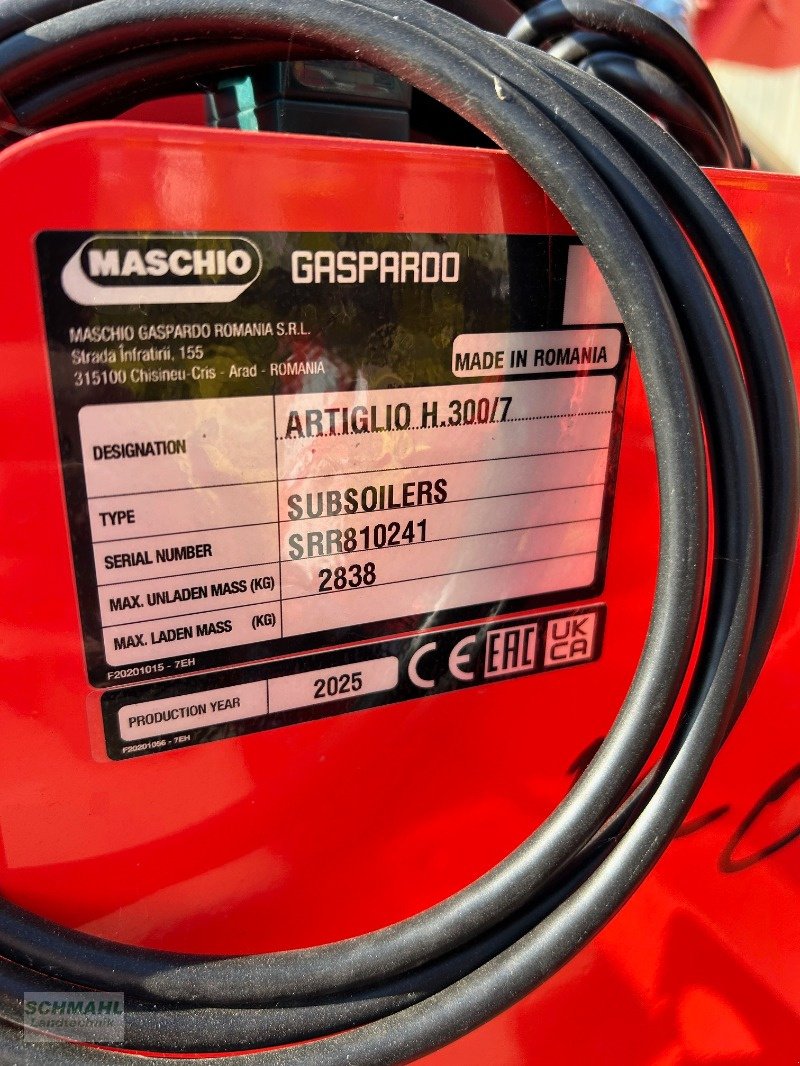 MASCHIO GASPARDO
MASCHIO GASPARDO ROMANIA S.R.L.
Strada Înfratirii, 155
315100 Chisineu-Cris - Arad - ROMANIA
MADE IN ROMANIA
DESIGNATION ARTIGLIO H.300/7
TYPE SUBSOILERS
SERIAL NUMBER SRR810241
MAX. UNLADEN MASS (KG) 2838
MAX. LADEN MASS (KG)
F20201015 - 7EH
PRODUCTION YEAR 2025
CE EAC UK
CA
F20201056 - 7EH
SCHMAHL
Landtechnik